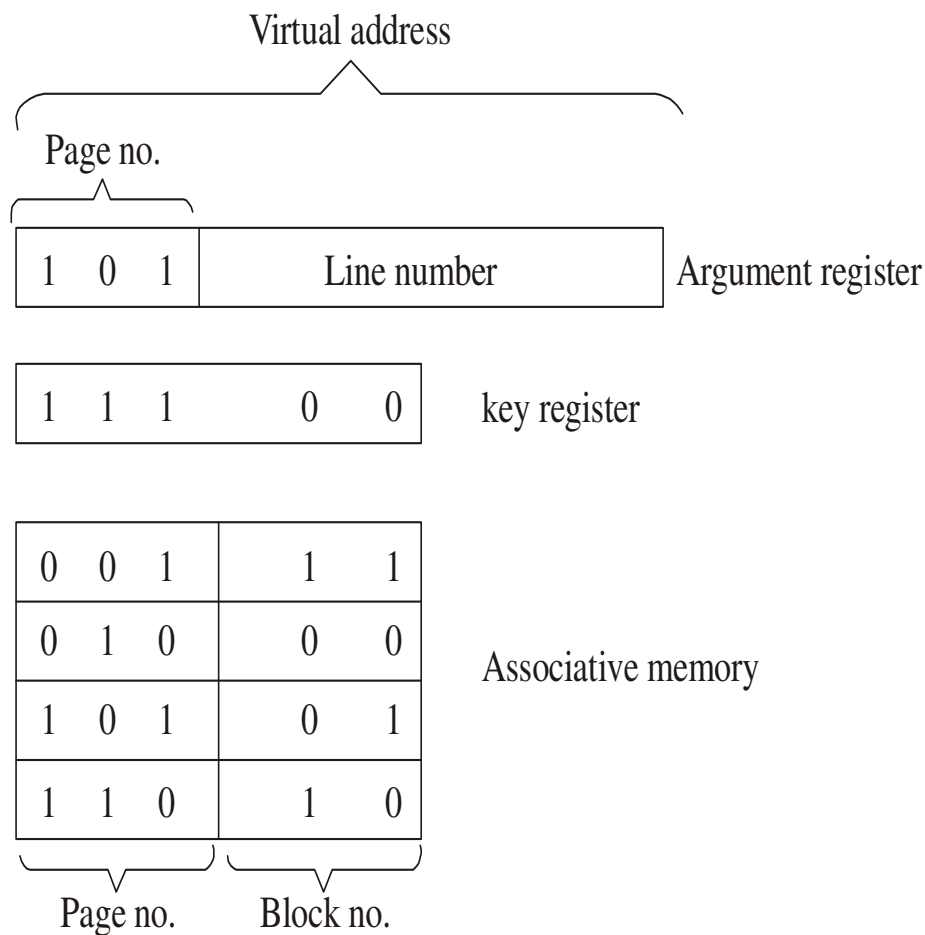 Virtual address
Page no.
1 0 1 Line number Argument register
1 1 1 0 0 key register
0 0 1 1 1
0 1 0 0 0
Associative memory
1 0 1 0 1
1 1 0 1 0
Page no. Block no.